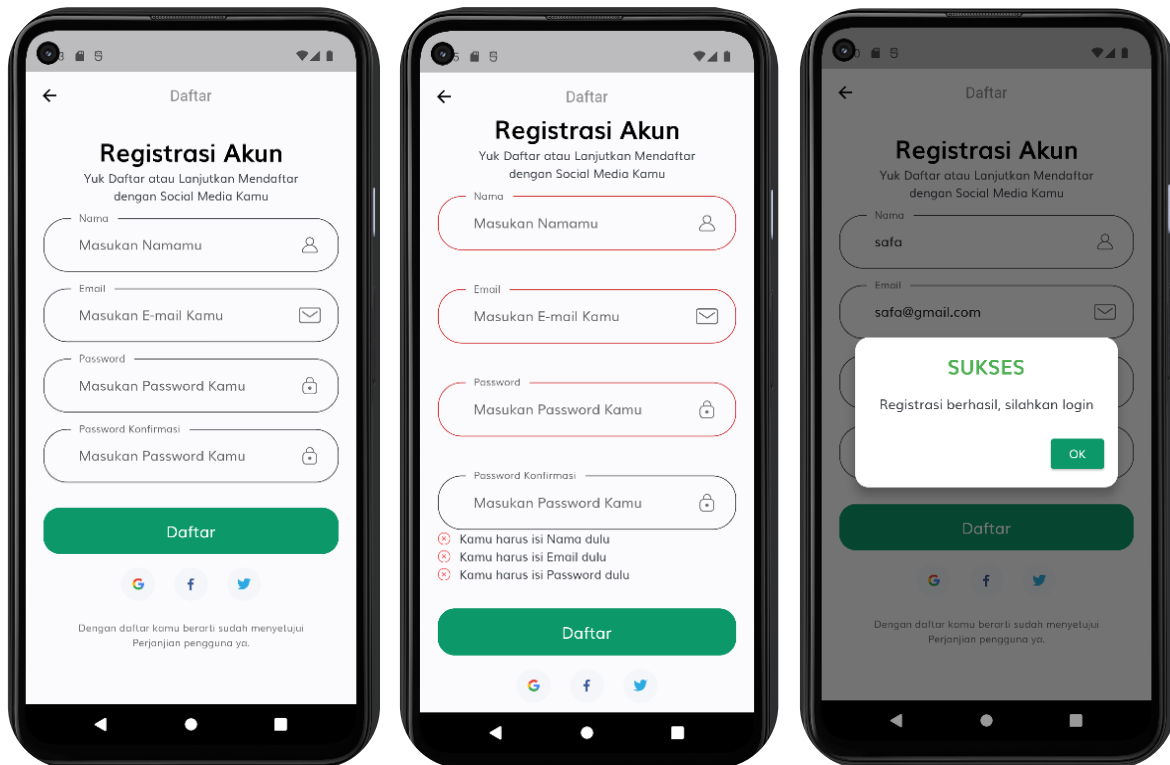 Daftar
Registrasi Akun
Yuk Daftar atau Lanjutkan Mendaftar
dengan Social Media Kamu
Nama
Masukan Namamu
Email
Masukan E-mail Kamu
Password
Masukan Password Kamu
Password Konfirmasi
Masukan Password Kamu
Daftar
G f
Dengan daftar kamu berarti sudah menyetujui
Perjanjian pengguna ya.
Daftar
Registrasi Akun
Yuk Daftar atau Lanjutkan Mendaftar
dengan Social Media Kamu
Nama
Masukan Namamu
Email
Masukan E-mail Kamu
Password
Masukan Password Kamu
Password Konfirmasi
Masukan Password Kamu
Kamu harus isi Nama dulu
Kamu harus isi Email dulu
Kamu harus isi Password dulu
Daftar
G f
Daftar
Registrasi Akun
Yuk Daftar atau Lanjutkan Mendaftar
dengan Social Media Kamu
Nama
safa
Email
safa@gmail.com
SUKSES
Registrasi berhasil, silahkan login
OK
Daftar
G f
Dengan daftar kamu berarti sudah menyetujui
Perjanjian pengguna ya.